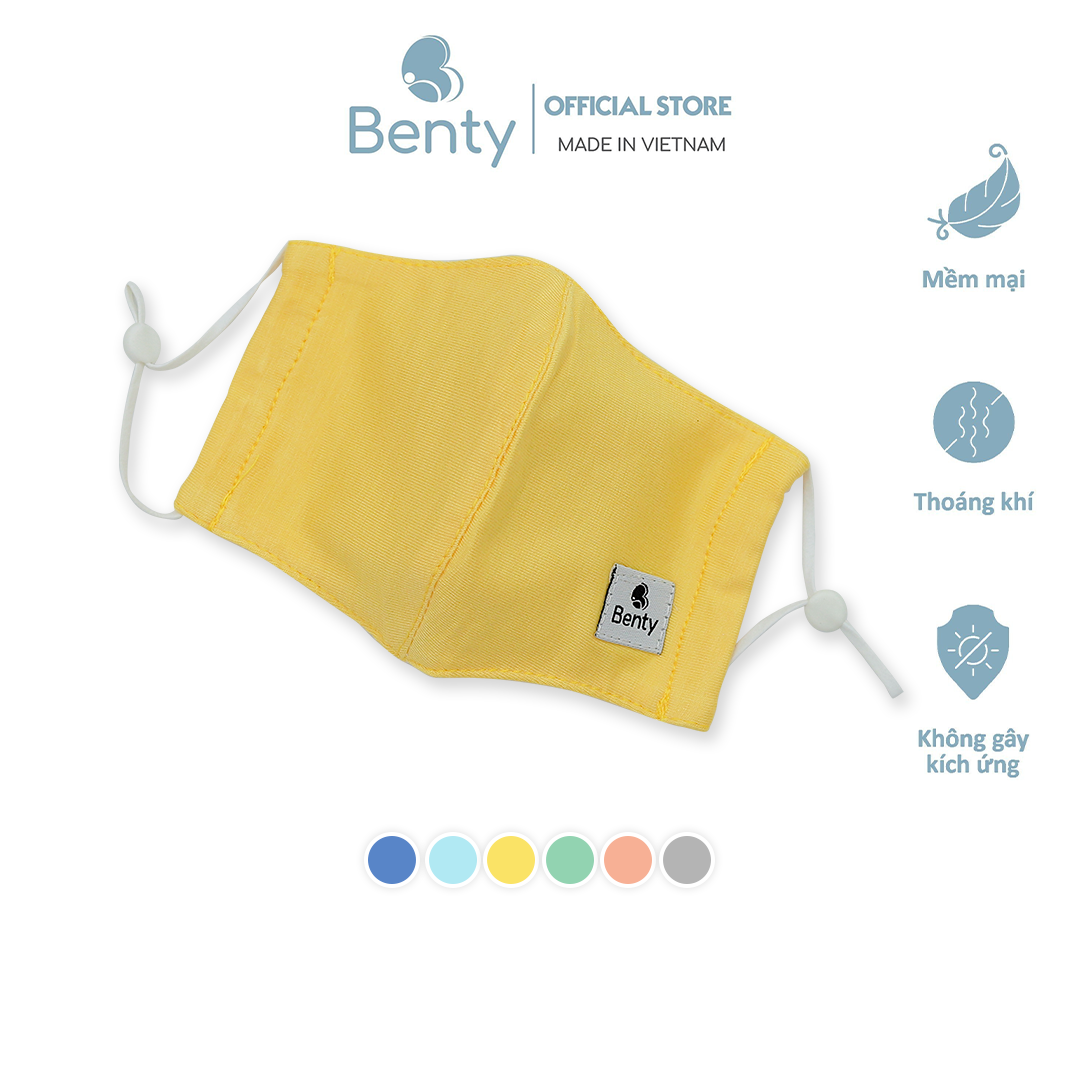 Benty
OFFICIAL STORE
MADE IN VIETNAM
Mềm mại
Thoáng khí
Không gây
kích ứng
Benty